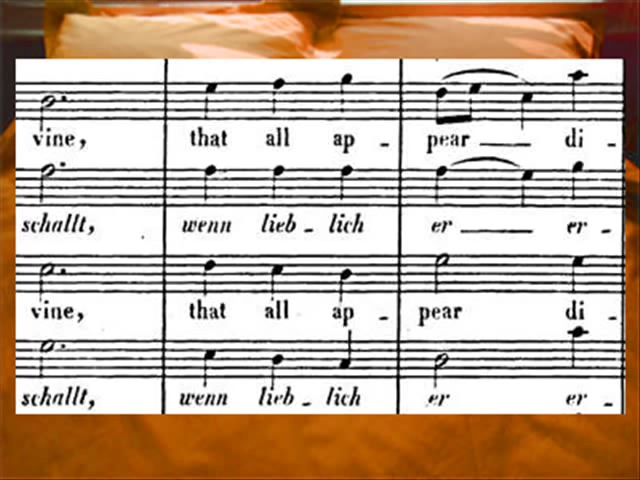 vine, that all ap - pear di -
schallt, wenn lieb - lich er er -
vine, that all ap - pear di -
schallt, wenn lieb - lich er er -